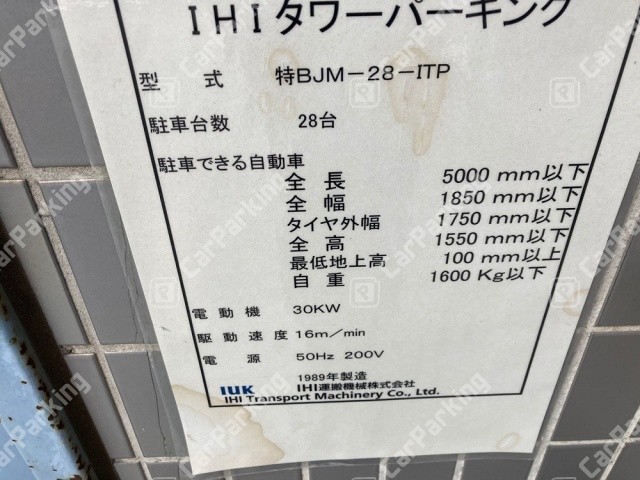 IHIタワーパーキング
型式 特BJM-28-ITP
駐車台数 28台
駐車できる自動車
全長 5000 mm以下
全幅 1850 mm以下
タイヤ外幅 1750 mm以下
全高 1550 mm以下
最低地上高 100 mm以上
自重 1600 Kg以下
電動機 30KW
駆動速度 16m/min
電源 50Hz 200V
1989年製造
IUK IHI運搬機械株式会社
IHI Transport Machinery Co., Ltd.
CarParking